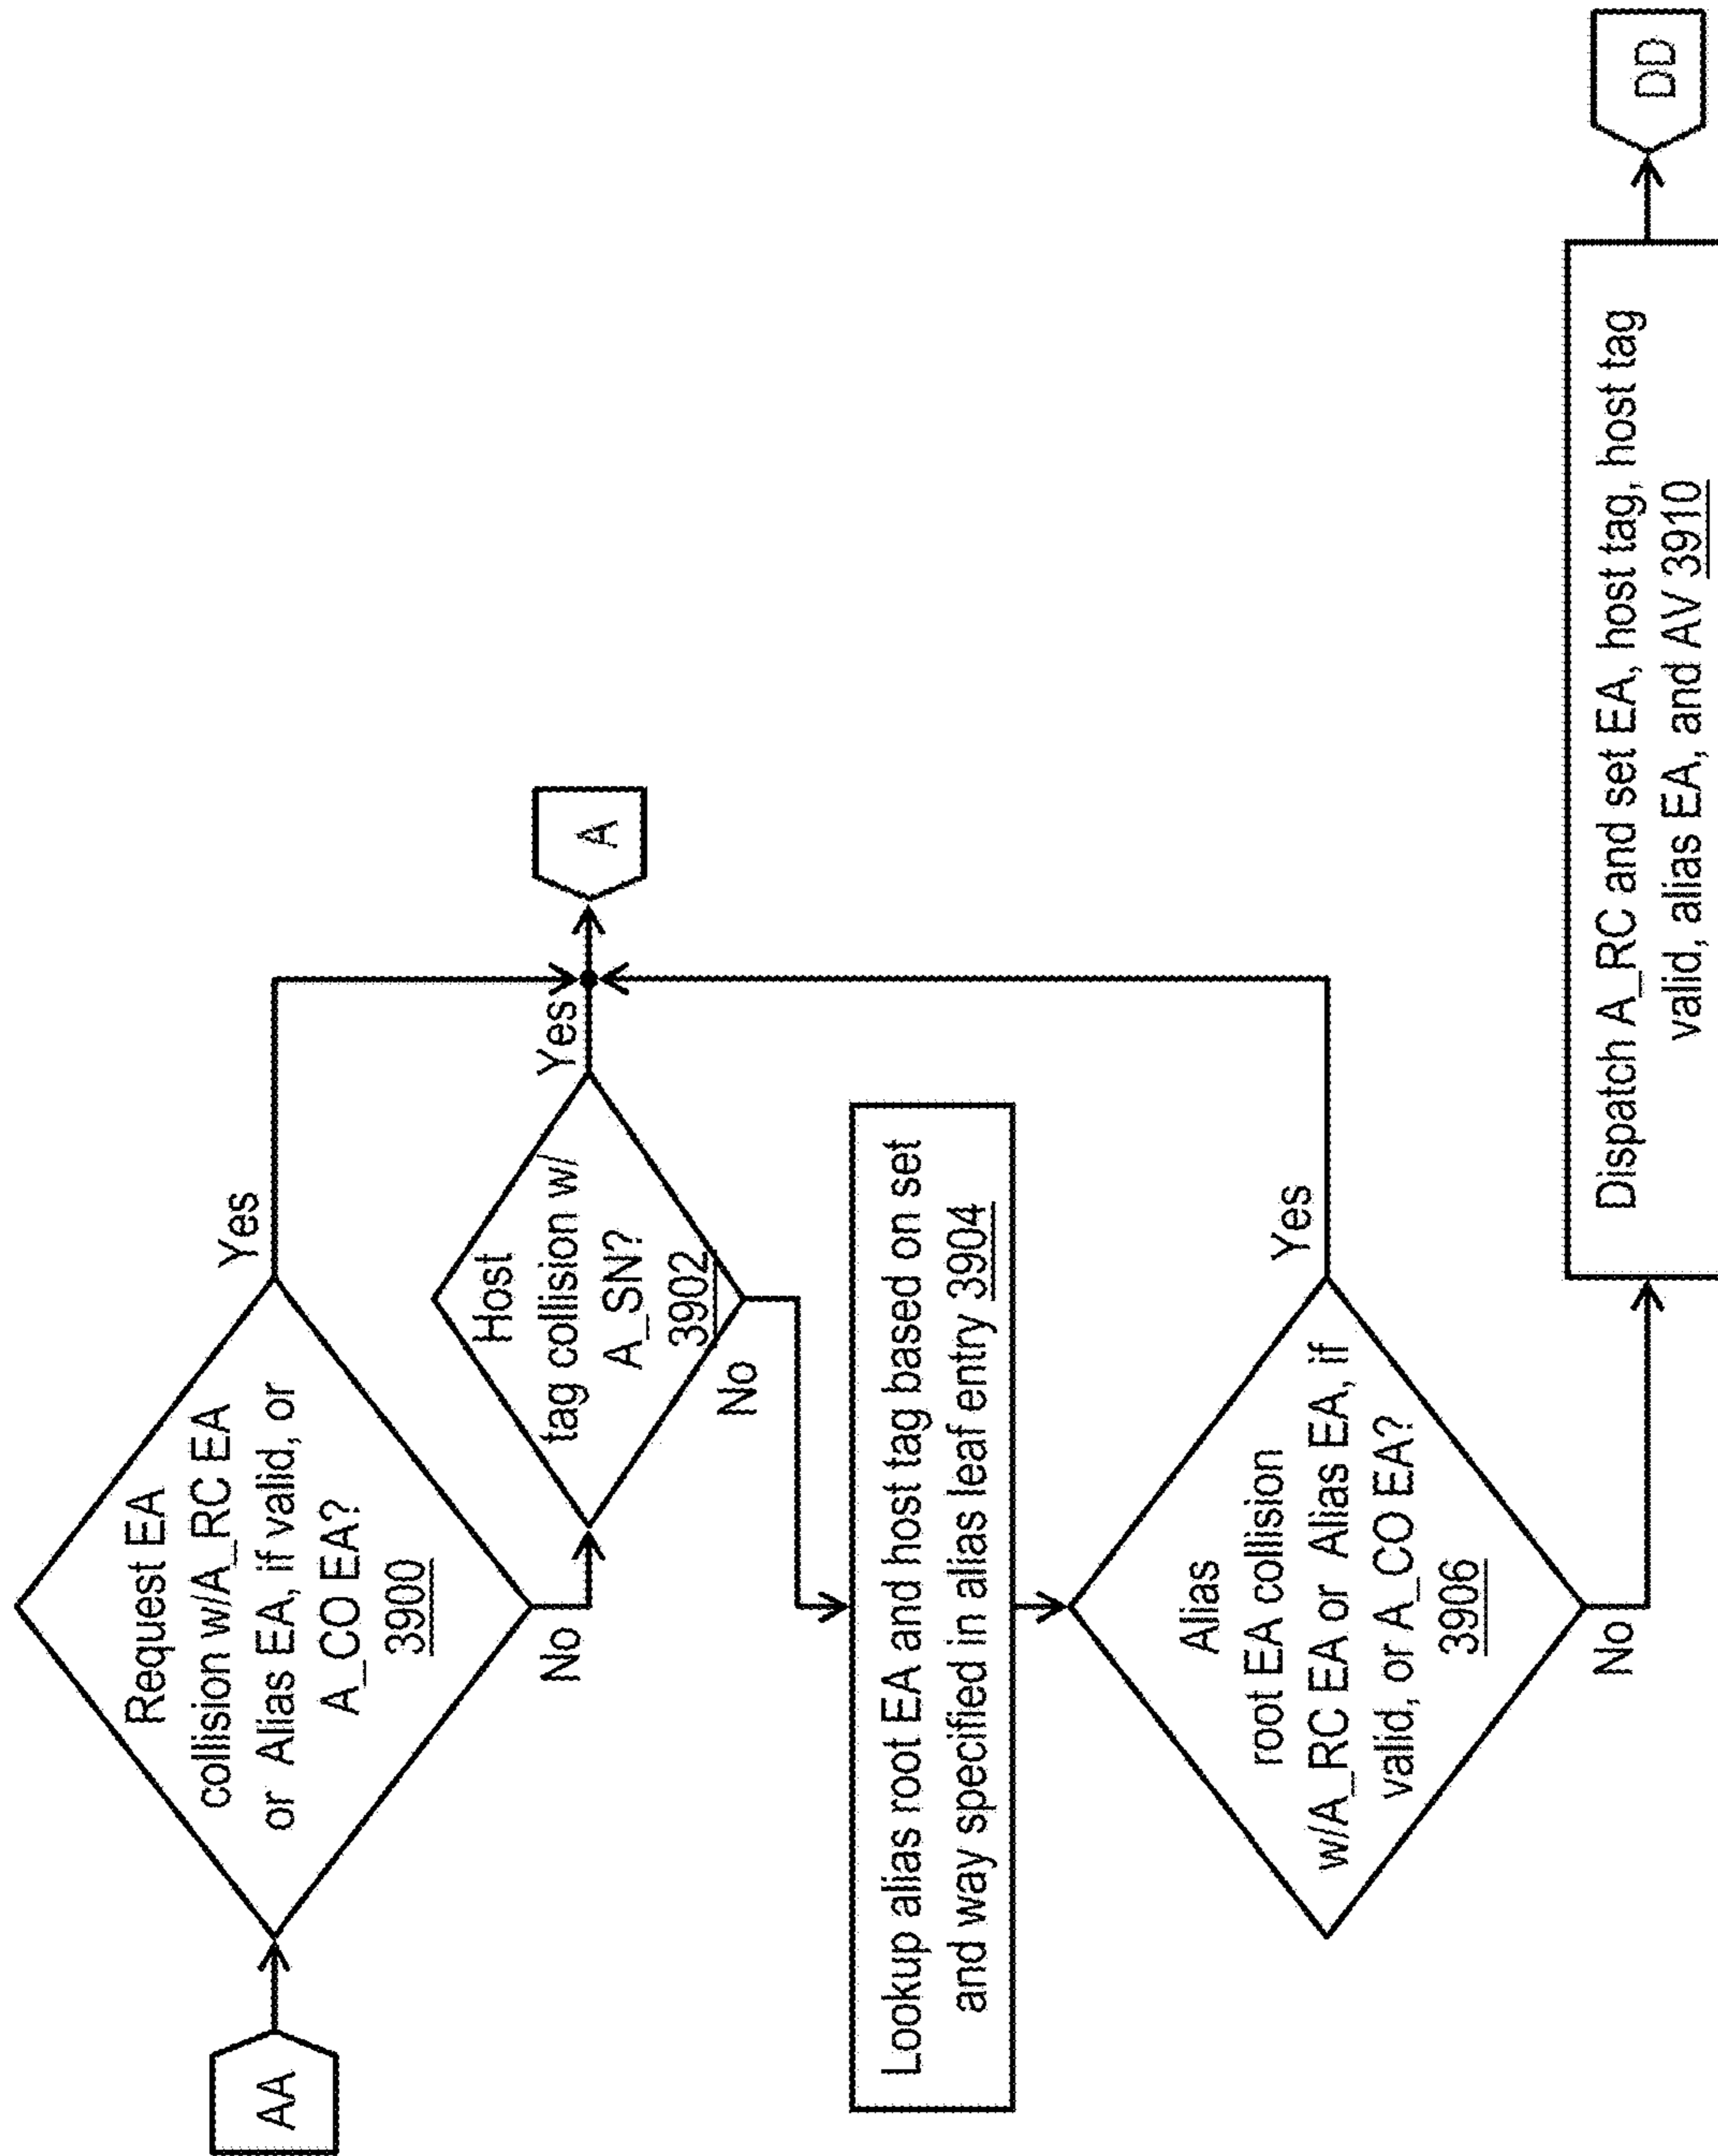 AA
Request EA
collision w/A_RC EA
or Alias EA, if valid, or
A_CO EA?
3900
Yes
No
Host
tag collision w/
A_SN?
3902
Yes
A
No
Lookup alias root EA and host tag based on set
and way specified in alias leaf entry 3904
Alias
root EA collision
w/A_RC EA or Alias EA, if
valid, or A_CO EA?
3906
Yes
No
Dispatch A_RC and set EA, host tag, host tag
valid, alias EA, and AV 3910
DD